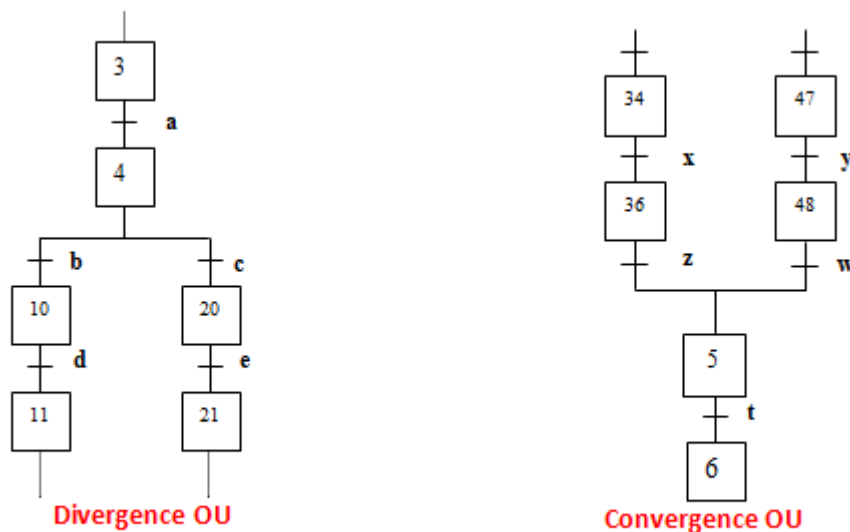 3
a
4
b c
10 20
d e
11 21
Divergence OU
34 47
x y
36 48
z w
5
t
6
Convergence OU